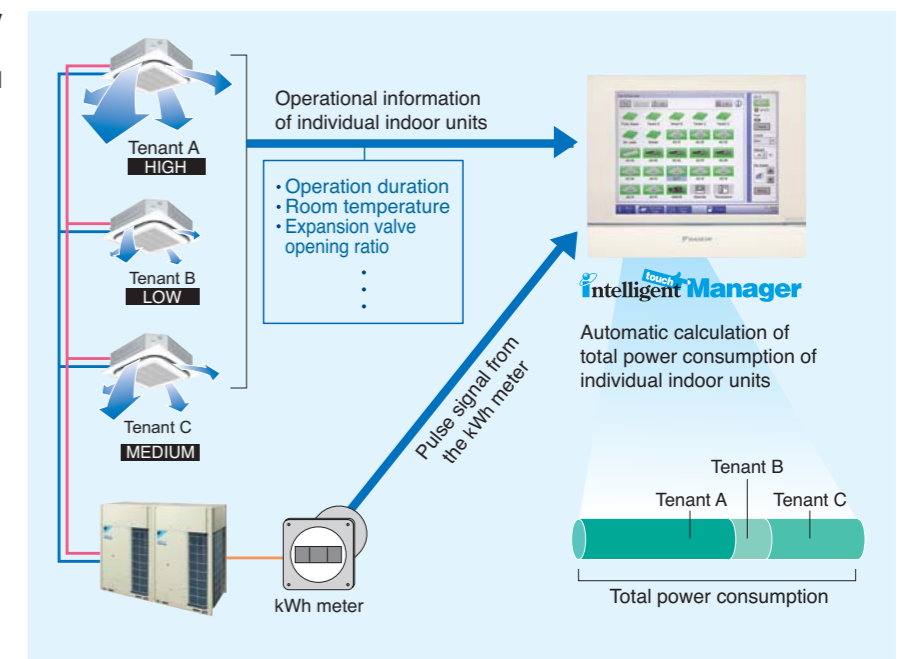 Tenant A
HIGH
Tenant B
LOW
Tenant C
MEDIUM
Operational information
of individual indoor units
• Operation duration
• Room temperature
• Expansion valve
opening ratio
Pulse signal from
the kWh meter
kWh meter
DAIKIN
intelligent touch Manager
Automatic calculation of
total power consumption of
individual indoor units
Tenant B
Tenant A
Tenant C
Total power consumption